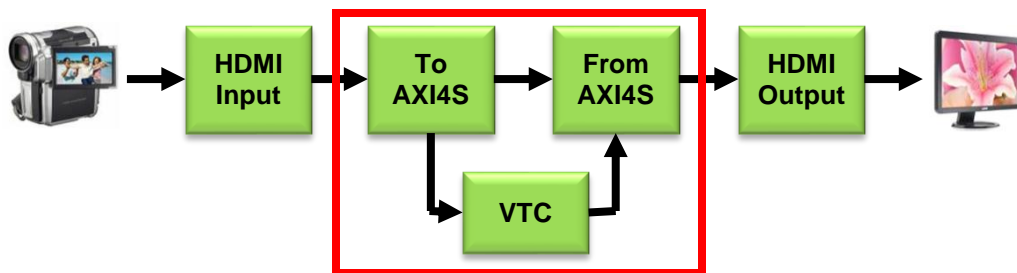 HDMI
Input
To
AXI4S
From
AXI4S
HDMI
Output
VTC